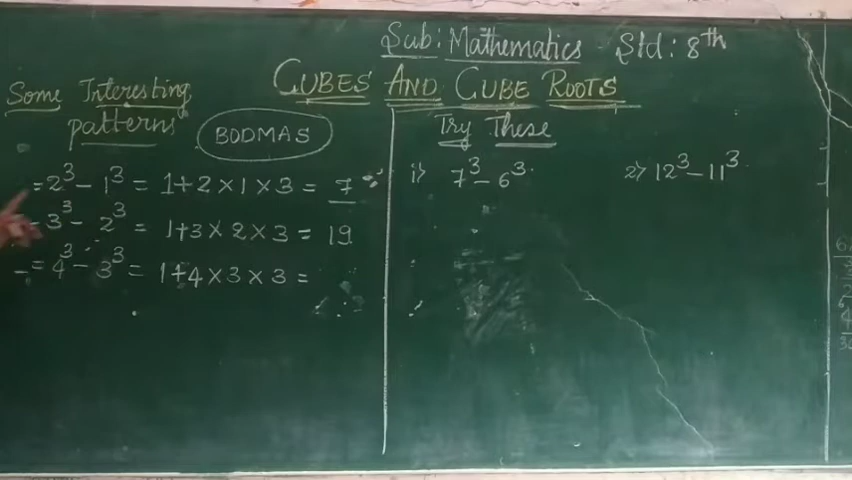 Sub: Mathematics Std: 8th
CUBES AND CUBE ROOTS
Some Interesting
patterns
BODMAS
= 2³ - 1³ = 1+2×1×3 = 7
- 3³ - 2³ = 1+3×2×3 = 19
= 4³ - 3³ = 1+4×3×3 =
Try These
1) 7³ - 6³.
2) 12³ - 11³.